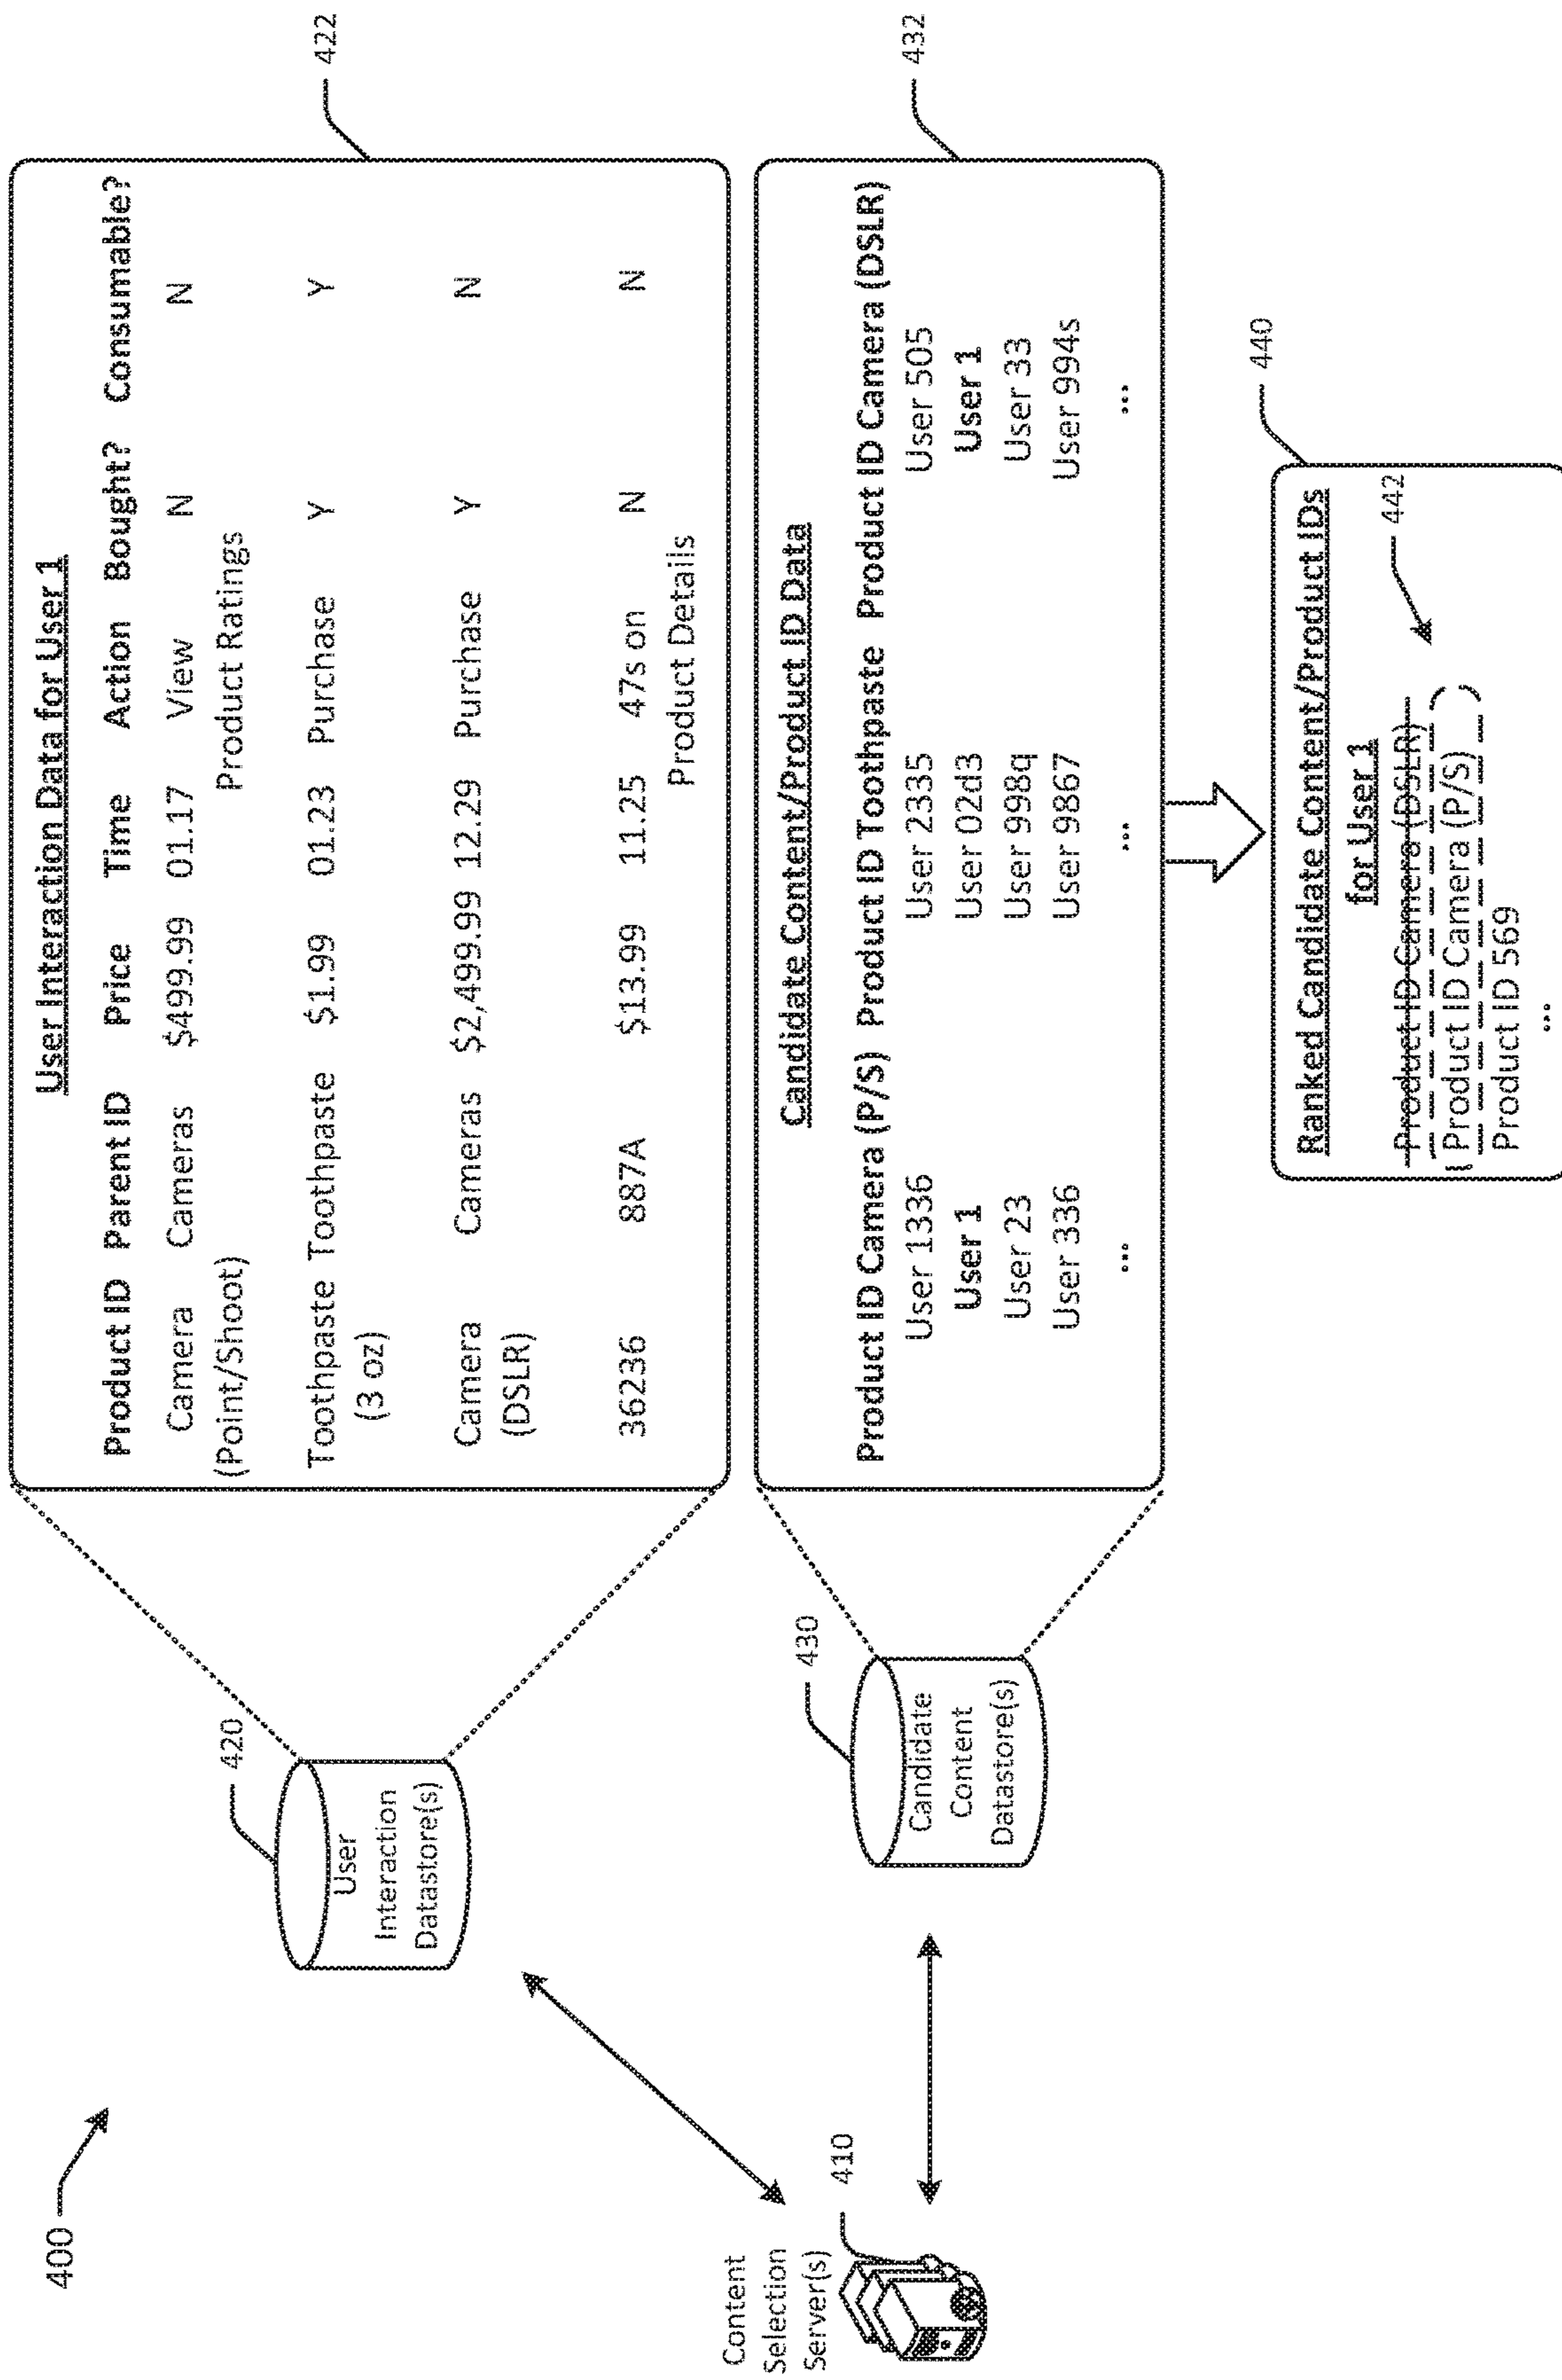 400
Content
Selection
Server(s)
410
User
Interaction
Datastore(s)
420
Candidate
Content
Datastore(s)
430
User Interaction Data for User 1
Product ID Parent ID Price Time Action Bought? Consumable?
Camera Cameras $499.99 01.17 View N N
(Point/Shoot) Product Ratings
Toothpaste Toothpaste $1.99 01.23 Purchase Y Y
(3 oz)
Camera Cameras $2,499.99 12.29 Purchase Y N
(DSLR)
36236 887A $13.99 11.25 47s on N N
Product Details
422
Candidate Content/Product ID Data
Product ID Camera (P/S) Product ID Toothpaste Product ID Camera (DSLR)
User 1336 User 2335 User 505
User 1 User 02d3 User 1
User 23 User 998q User 33
User 336 User 9867 User 994s
... ... ...
432
Ranked Candidate Content/Product IDs
for User 1
Product ID Camera (DSLR)
Product ID Camera (P/S)
Product ID 569
...
442
440